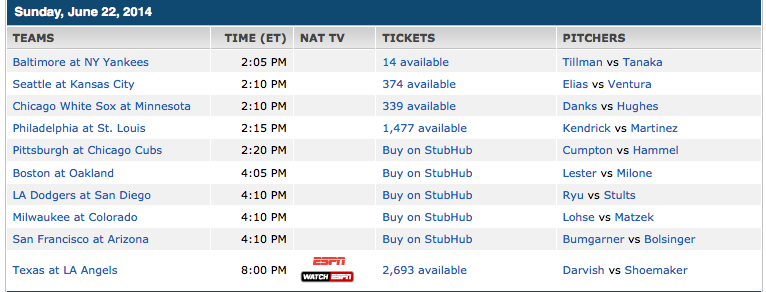 Sunday, June 22, 2014
TEAMS TIME (ET) NAT TV TICKETS PITCHERS
Baltimore at NY Yankees 2:05 PM 14 available Tillman vs Tanaka
Seattle at Kansas City 2:10 PM 374 available Elias vs Ventura
Chicago White Sox at Minnesota 2:10 PM 339 available Danks vs Hughes
Philadelphia at St. Louis 2:15 PM 1,477 available Kendrick vs Martinez
Pittsburgh at Chicago Cubs 2:20 PM Buy on StubHub Cumpton vs Hammel
Boston at Oakland 4:05 PM Buy on StubHub Lester vs Milone
LA Dodgers at San Diego 4:10 PM Buy on StubHub Ryu vs Stults
Milwaukee at Colorado 4:10 PM Buy on StubHub Lohse vs Matzek
San Francisco at Arizona 4:10 PM Buy on StubHub Bumgarner vs Bolsinger
ESPN
Texas at LA Angels 8:00 PM 2,693 available Darvish vs Shoemaker
WATCH ESPN